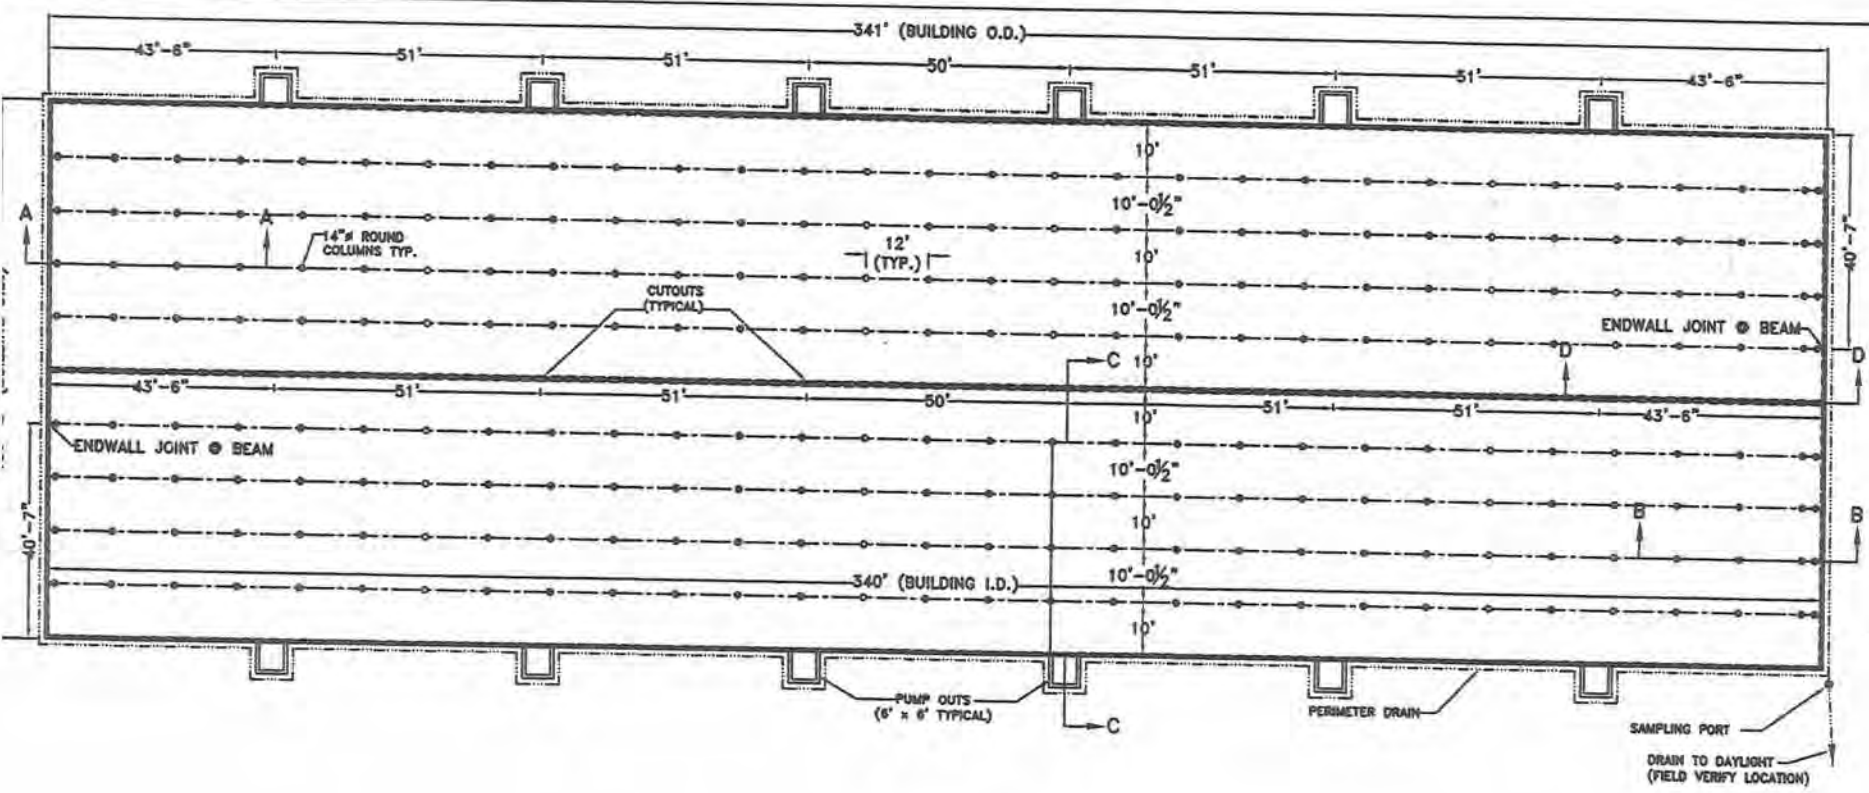 341' (BUILDING O.D.)
43'-6" 51' 51' 50' 51' 51' 43'-6"
10'
10'-0½"
10'
10'-0½"
10'
A
A
14"ø ROUND
COLUMNS TYP.
12'
(TYP.)
CUTOUTS
(TYPICAL)
40'-7"
ENDWALL JOINT @ BEAM
C
D
D
43'-6" 51' 51' 50' 51' 51' 43'-6"
ENDWALL JOINT @ BEAM
10'
10'-0½"
10'
10'-0½"
10'
40'-7"
B
B
340' (BUILDING I.D.)
PUMP OUTS
(6' x 6' TYPICAL)
C
PERIMETER DRAIN
SAMPLING PORT
DRAIN TO DAYLIGHT
(FIELD VERIFY LOCATION)